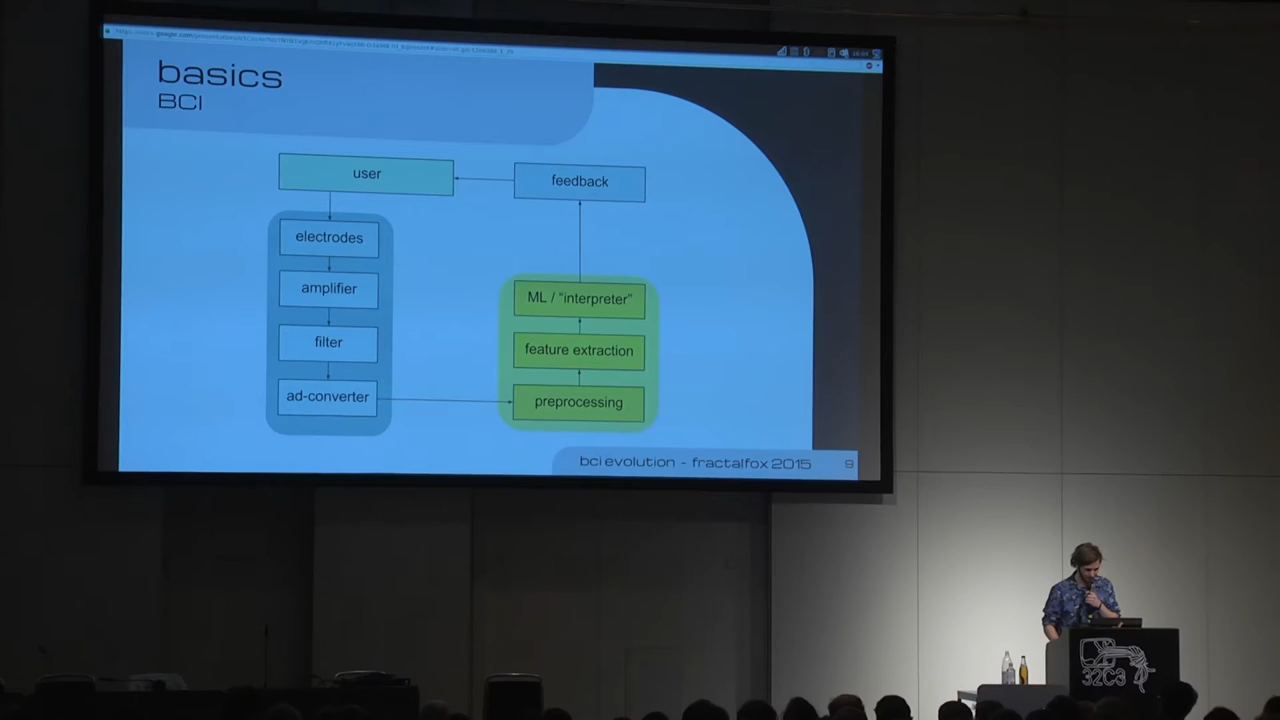 basics
BCI
user
feedback
electrodes
amplifier
filter
ad-converter
ML / “interpreter”
feature extraction
preprocessing
bci evolution - fractalfox 2015
9
32C3